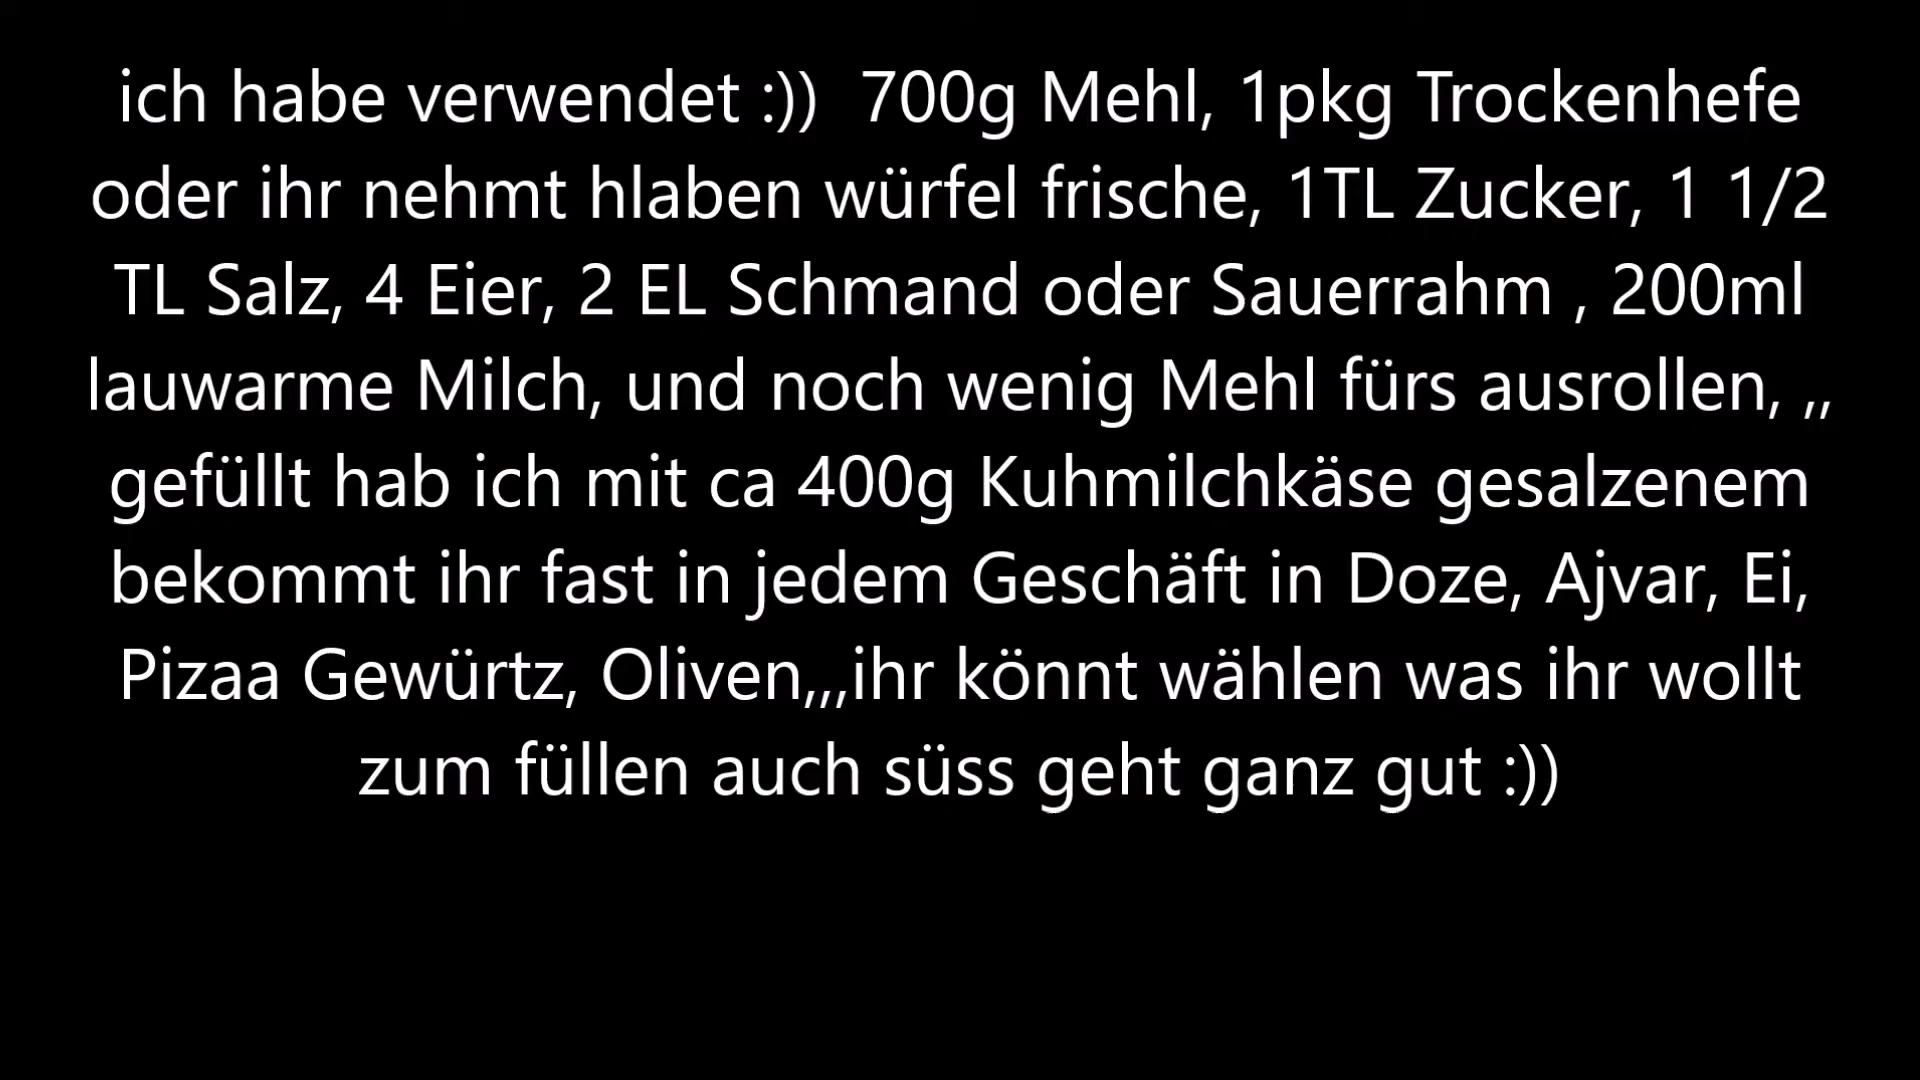 ich habe verwendet :))  700g Mehl, 1pkg Trockenhefe
oder ihr nehmt hlaben würfel frische, 1TL Zucker, 1 1/2
TL Salz, 4 Eier, 2 EL Schmand oder Sauerrahm , 200ml
lauwarme Milch, und noch wenig Mehl fürs ausrollen, ,,
gefüllt hab ich mit ca 400g Kuhmilchkäse gesalzenem
bekommt ihr fast in jedem Geschäft in Doze, Ajvar, Ei,
Pizaa Gewürtz, Oliven,,,ihr könnt wählen was ihr wollt
zum füllen auch süss geht ganz gut :))